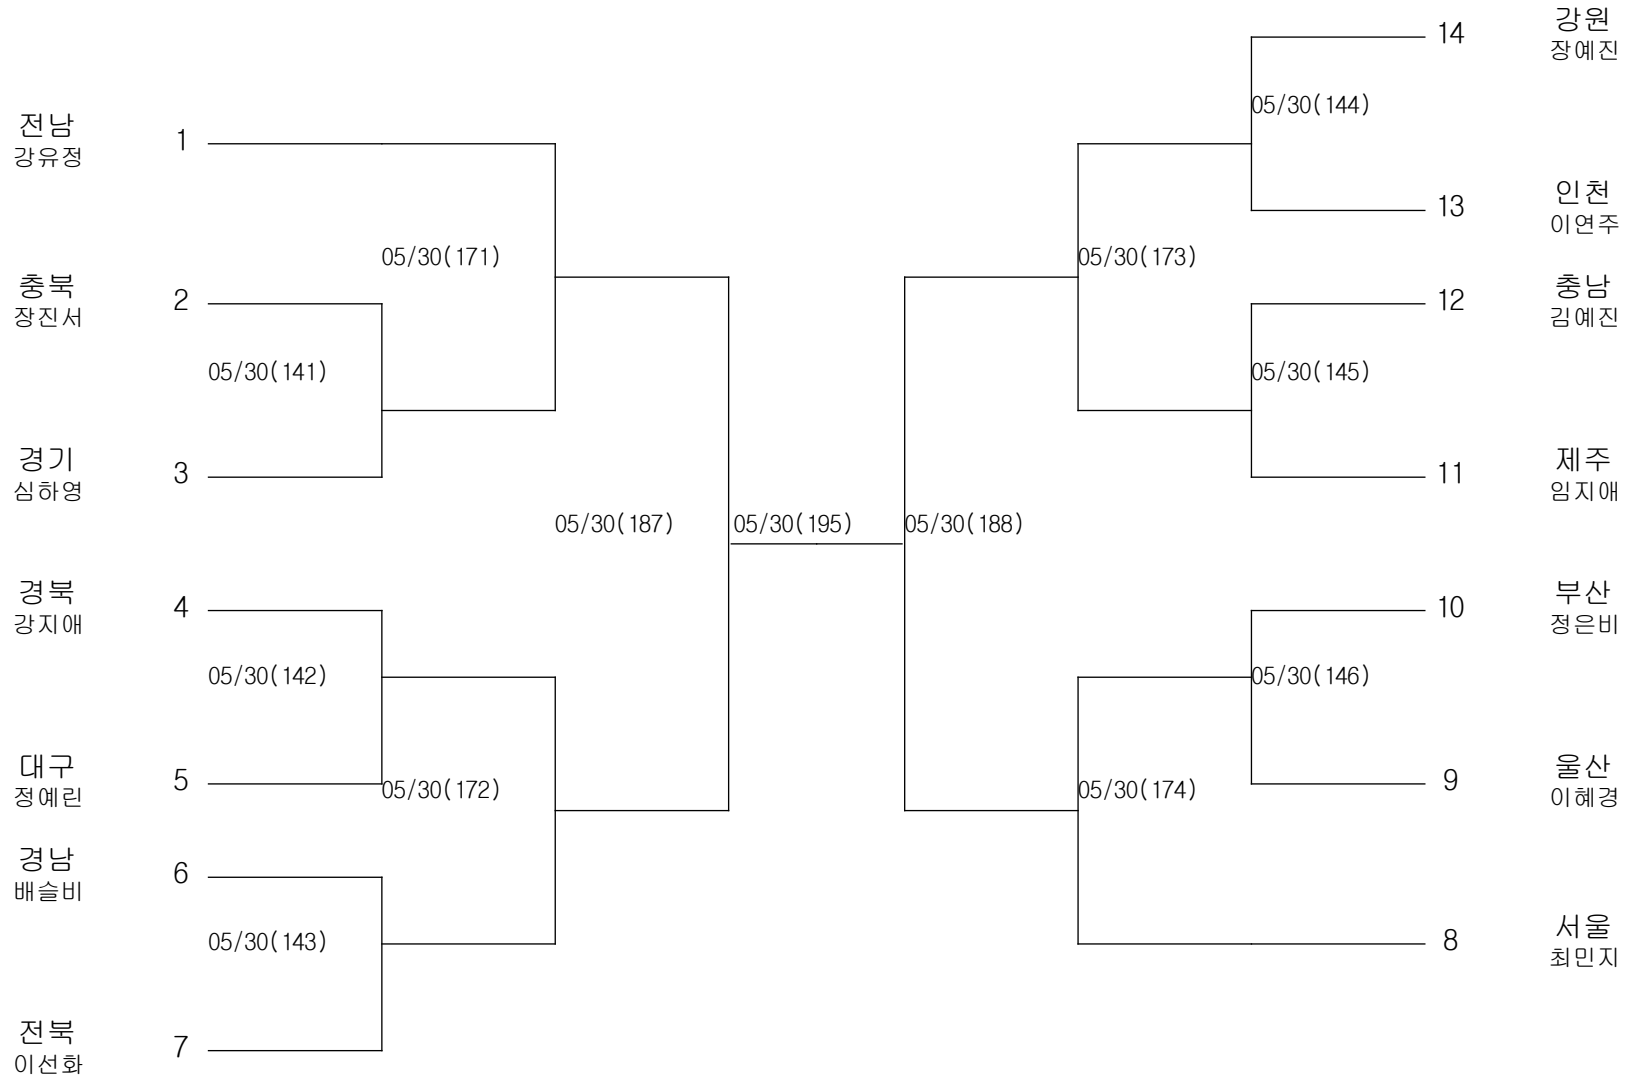 전남
강유정
1
충북
장진서
2
경기
심하영
3
경북
강지애
4
대구
정예린
5
경남
배슬비
6
전북
이선화
7
05/30(141)
05/30(142)
05/30(143)
05/30(171)
05/30(172)
05/30(187)
05/30(195)
05/30(188)
05/30(173)
05/30(174)
05/30(144)
05/30(145)
05/30(146)
14
강원
장예진
13
인천
이연주
12
충남
김예진
11
제주
임지애
10
부산
정은비
9
울산
이혜경
8
서울
최민지